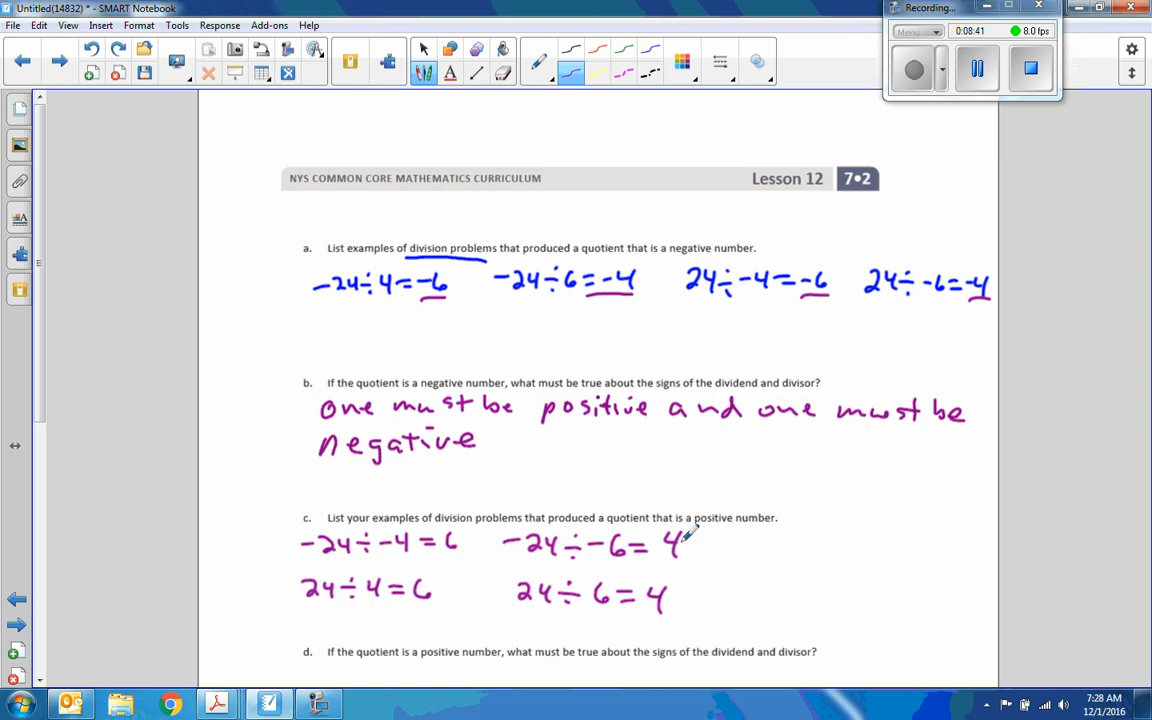 Untitled(14832) * - SMART Notebook
Recording...
File Edit View Insert Format Tools Response Add-ons Help
Menu 0:08:41 8.0 fps
NYS COMMON CORE MATHEMATICS CURRICULUM Lesson 12 7•2
a. List examples of division problems that produced a quotient that is a negative number.
-24÷4=-6 -24÷6=-4 24÷-4=-6 24÷-6=-4
b. If the quotient is a negative number, what must be true about the signs of the dividend and divisor?
one must be positive and one must be
negative
c. List your examples of division problems that produced a quotient that is a positive number.
-24÷-4=6 -24÷-6=4
24÷4=6 24÷6=4
d. If the quotient is a positive number, what must be true about the signs of the dividend and divisor?
7:28 AM
12/1/2016